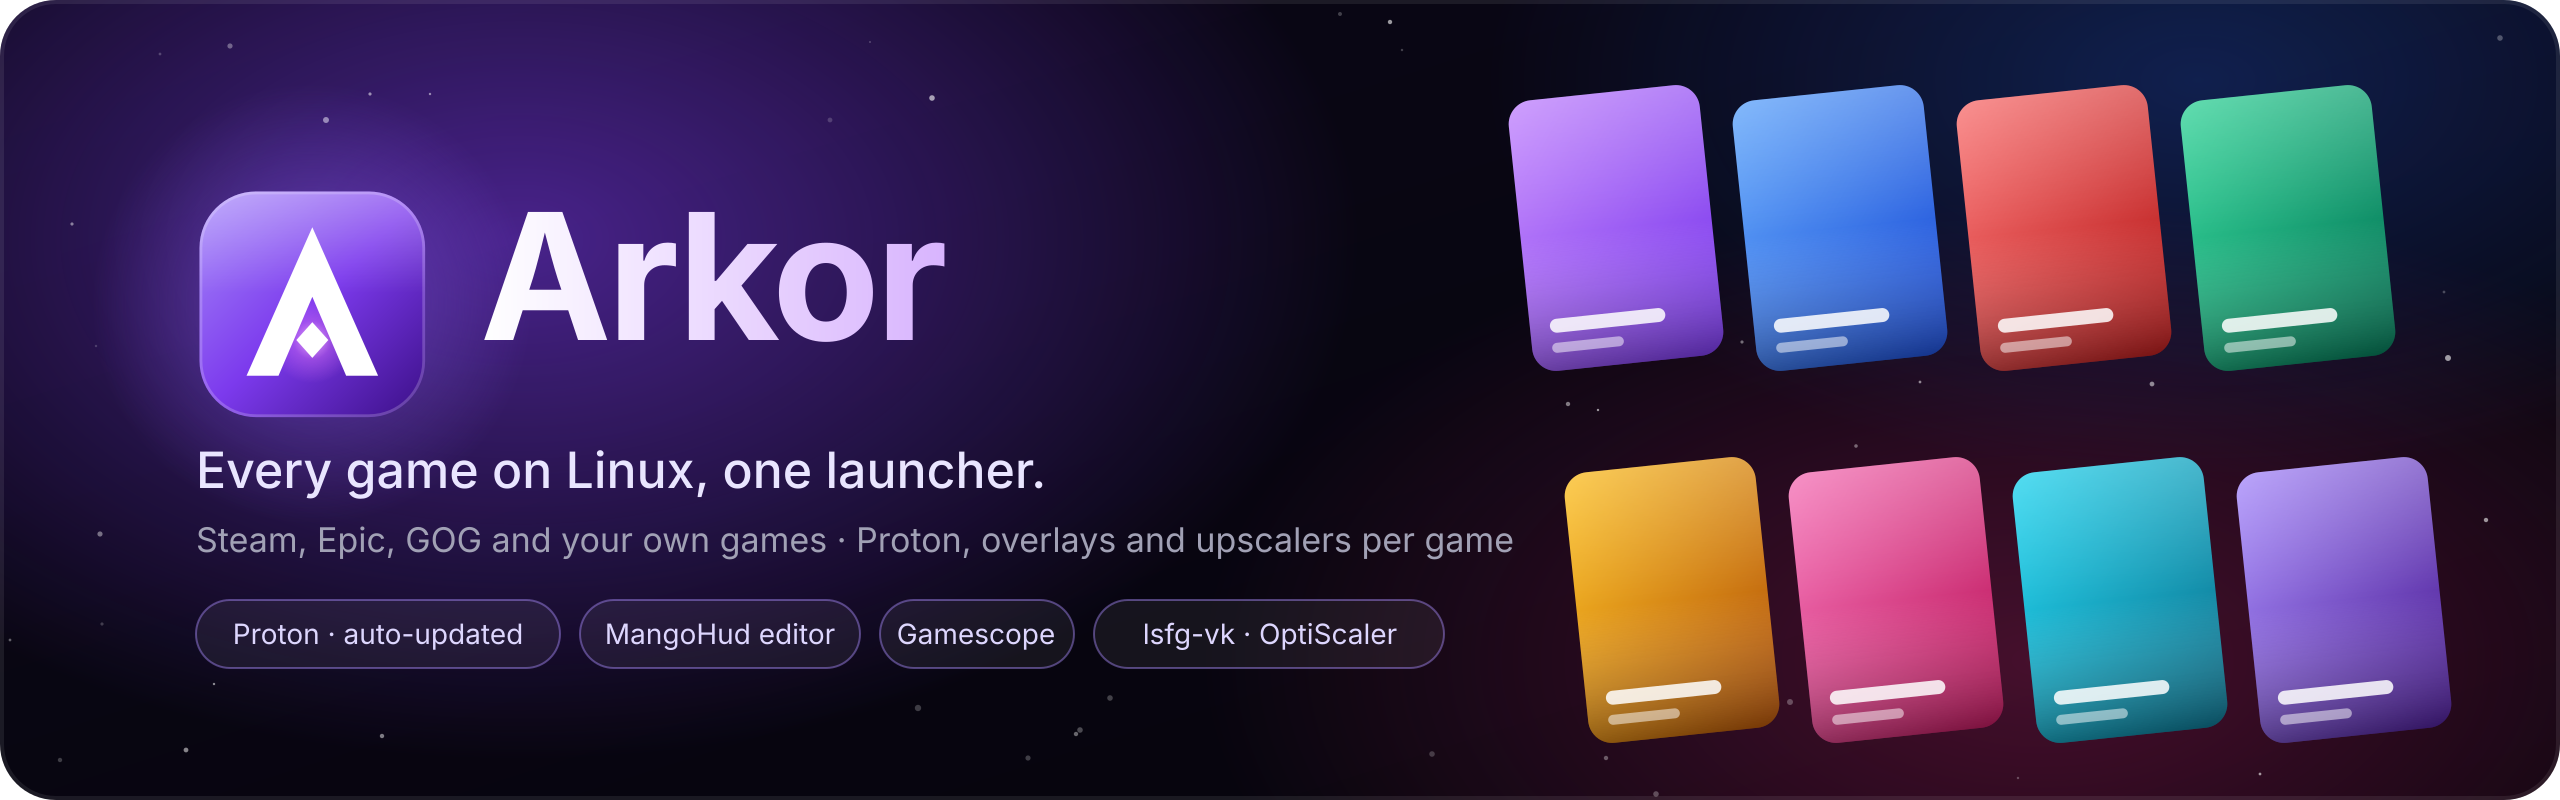 Arkor
Every game on Linux, one launcher.
Steam, Epic, GOG and your own games · Proton, overlays and upscalers per game
Proton · auto-updated
MangoHud editor
Gamescope
lsfg-vk · OptiScaler